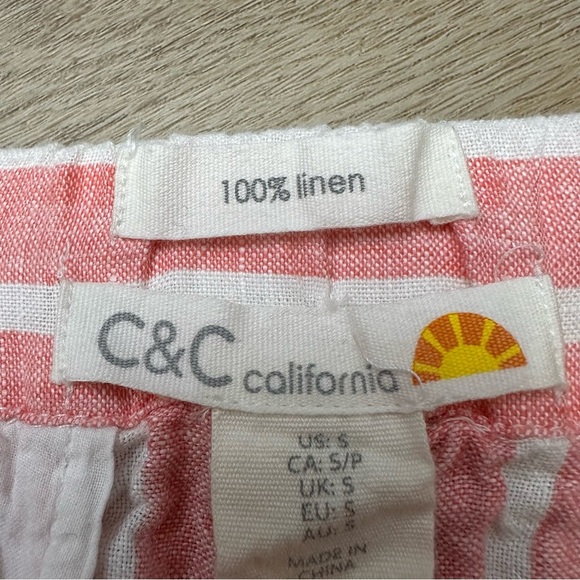 100% linen
C&C california
US: S
CA: S/P
UK: S
EU: S
AU: S
MADE IN
CHINA